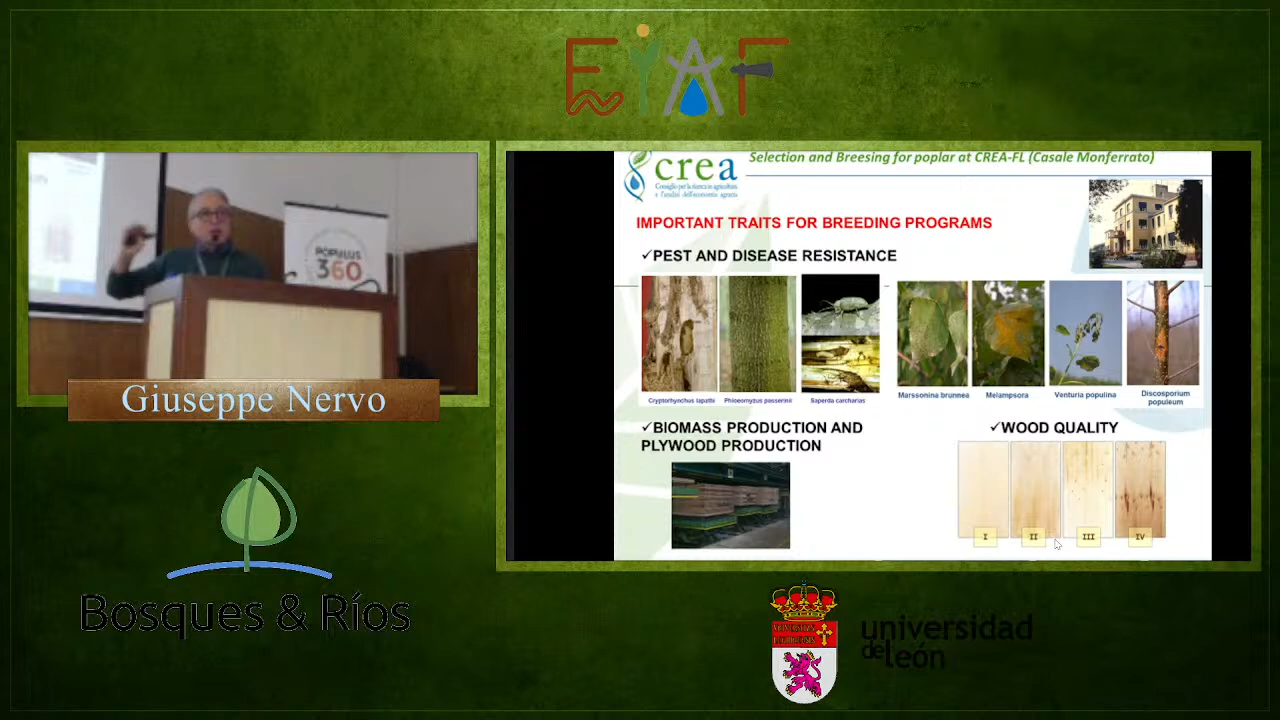 EIAF
POPULUS
360
Giuseppe Nervo
Bosques & Ríos
crea
Consiglio per la ricerca in agricoltura
e l'analisi dell'economia agraria
Selection and Breesing for poplar at CREA-FL (Casale Monferrato)
IMPORTANT TRAITS FOR BREEDING PROGRAMS
✓PEST AND DISEASE RESISTANCE
Cryptorhynchus lapathi
Phloeomyzus passerinii
Saperda carcharias
Marssonina brunnea
Melampsora
Venturia populina
Discosporium
populeum
✓BIOMASS PRODUCTION AND
PLYWOOD PRODUCTION
✓WOOD QUALITY
I
II
III
IV
universidad
de león